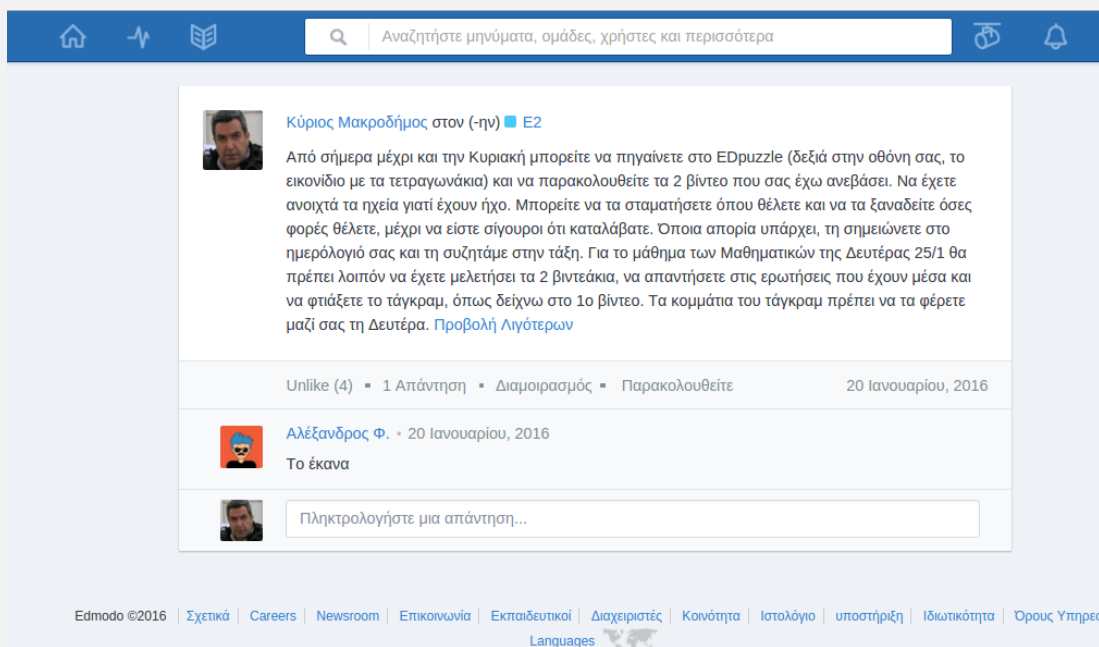 Αναζητήστε μηνύματα, ομάδες, χρήστες και περισσότερα
Κύριος Μακροδήμος στον (-ην) E2
Από σήμερα μέχρι και την Κυριακή μπορείτε να πηγαίνετε στο EDpuzzle (δεξιά στην οθόνη σας, το
εικονίδιο με τα τετραγωνάκια) και να παρακολουθείτε τα 2 βίντεο που σας έχω ανεβάσει. Να έχετε
ανοιχτά τα ηχεία γιατί έχουν ήχο. Μπορείτε να τα σταματήσετε όπου θέλετε και να τα ξαναδείτε όσες
φορές θέλετε, μέχρι να είστε σίγουροι ότι καταλάβατε. Όποια απορία υπάρχει, τη σημειώνετε στο
ημερόλογιό σας και τη συζητάμε στην τάξη. Για το μάθημα των Μαθηματικών της Δευτέρας 25/1 θα
πρέπει λοιπόν να έχετε μελετήσει τα 2 βιντεάκια, να απαντήσετε στις ερωτήσεις που έχουν μέσα και
να φτιάξετε το τάγκραμ, όπως δείχνω στο 1ο βίντεο. Τα κομμάτια του τάγκραμ πρέπει να τα φέρετε
μαζί σας τη Δευτέρα. Προβολή Λιγότερων
Unlike (4) ▪ 1 Απάντηση ▪ Διαμοιρασμός ▪ Παρακολουθείτε 20 Ιανουαρίου, 2016
Αλέξανδρος Φ. • 20 Ιανουαρίου, 2016
Το έκανα
Πληκτρολογήστε μια απάντηση...
Edmodo ©2016 | Σχετικά | Careers | Newsroom | Επικοινωνία | Εκπαιδευτικοί | Διαχειριστές | Κοινότητα | Ιστολόγιο | υποστήριξη | Ιδιωτικότητα | Όρους
Languages